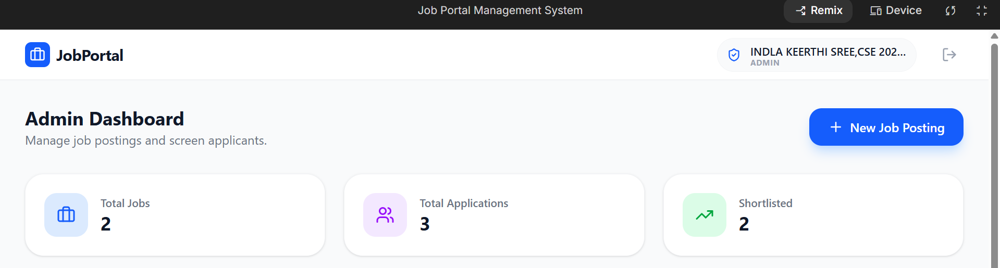 Job Portal Management System
Remix
Device
JobPortal
INDLA KEERTHI SREE,CSE 202...
ADMIN
Admin Dashboard
Manage job postings and screen applicants.
New Job Posting
Total Jobs
2
Total Applications
3
Shortlisted
2